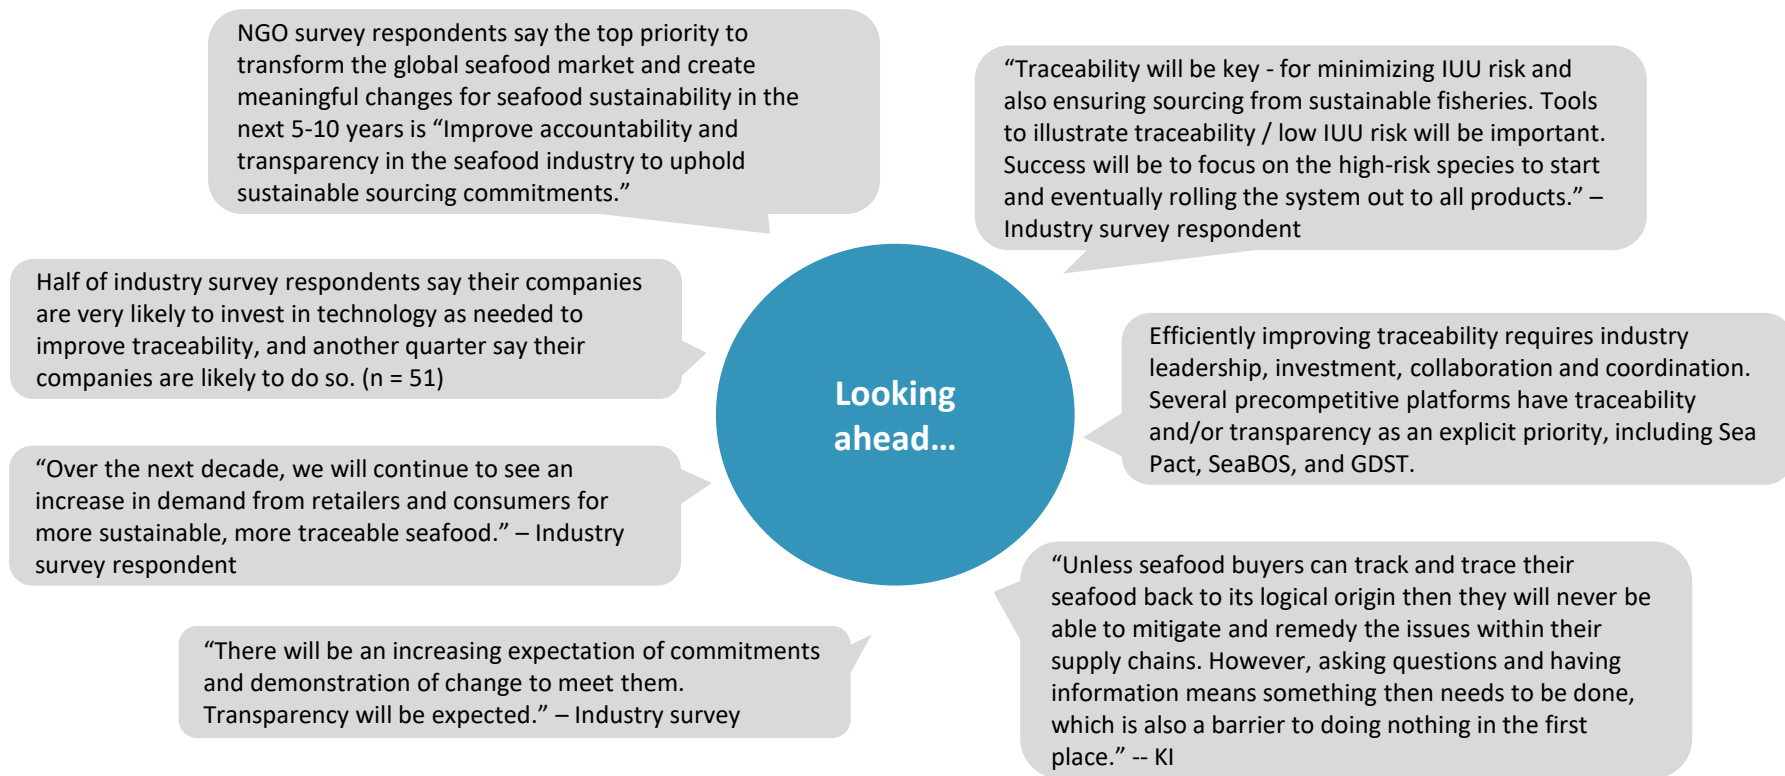 NGO survey respondents say the top priority to
transform the global seafood market and create
meaningful changes for seafood sustainability in the
next 5-10 years is “Improve accountability and
transparency in the seafood industry to uphold
sustainable sourcing commitments.”
“Traceability will be key - for minimizing IUU risk and
also ensuring sourcing from sustainable fisheries. Tools
to illustrate traceability / low IUU risk will be important.
Success will be to focus on the high-risk species to start
and eventually rolling the system out to all products.” –
Industry survey respondent
Half of industry survey respondents say their companies
are very likely to invest in technology as needed to
improve traceability, and another quarter say their
companies are likely to do so. (n = 51)
Looking
ahead…
Efficiently improving traceability requires industry
leadership, investment, collaboration and coordination.
Several precompetitive platforms have traceability
and/or transparency as an explicit priority, including Sea
Pact, SeaBOS, and GDST.
“Over the next decade, we will continue to see an
increase in demand from retailers and consumers for
more sustainable, more traceable seafood.” – Industry
survey respondent
“Unless seafood buyers can track and trace their
seafood back to its logical origin then they will never be
able to mitigate and remedy the issues within their
supply chains. However, asking questions and having
information means something then needs to be done,
which is also a barrier to doing nothing in the first
place.” -- KI
“There will be an increasing expectation of commitments
and demonstration of change to meet them.
Transparency will be expected.” – Industry survey